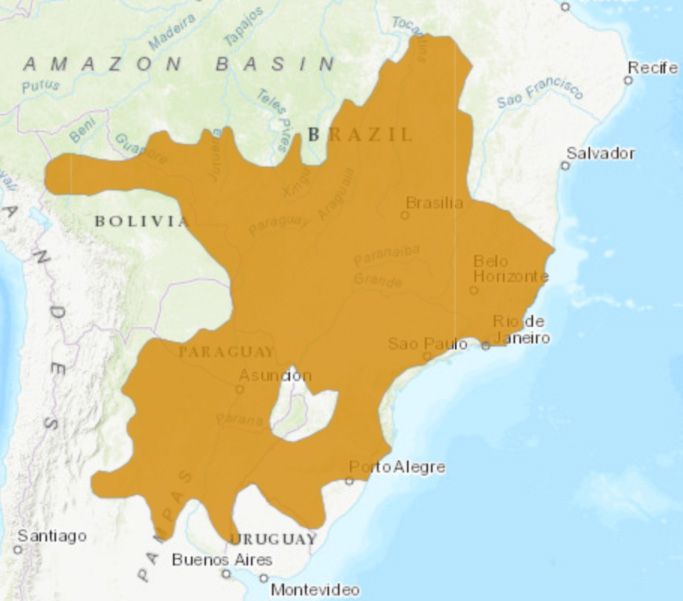 Tocantins
Madeira
Tapajos
AMAZON BASIN
Recife
Purus
Sao Francisco
Teles Pires
Beni
BRAZIL
Guapore
Juruena
Salvador
Xingu
Araguaia
Brasilia
BOLIVIA
Paraguay
ANDES
Paranaiba
Belo
Horizonte
Grande
Rio de
Janeiro
Sao Paulo
PARAGUAY
Asuncion
Parana
Porto Alegre
PAMPAS
Santiago
URUGUAY
Buenos Aires
Montevideo